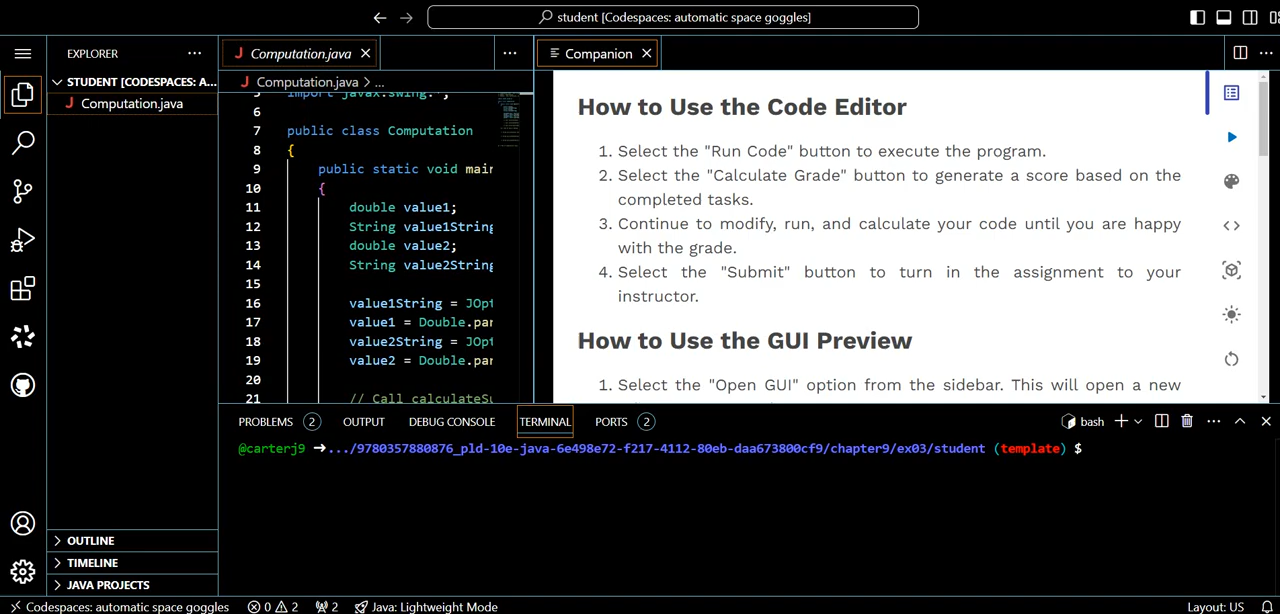 student [Codespaces: automatic space goggles]
EXPLORER
STUDENT [CODESPACES: A...
Computation.java
OUTLINE
TIMELINE
JAVA PROJECTS
Computation.java
Computation.java > ...
5 import javax.swing.*;
6
7 public class Computation
8 {
9 public static void mair
10 {
11 double value1;
12 String value1String
13 double value2;
14 String value2String
15
16 value1String = JOpt
17 value1 = Double.par
18 value2String = JOpt
19 value2 = Double.par
20
21 // Call calculateSu
Companion
How to Use the Code Editor
1. Select the "Run Code" button to execute the program.
2. Select the "Calculate Grade" button to generate a score based on the
completed tasks.
3. Continue to modify, run, and calculate your code until you are happy
with the grade.
4. Select the "Submit" button to turn in the assignment to your
instructor.
How to Use the GUI Preview
1. Select the "Open GUI" option from the sidebar. This will open a new
PROBLEMS 2 OUTPUT DEBUG CONSOLE TERMINAL PORTS 2 bash
@carterj9 ➜.../9780357880876_pld-10e-java-6e498e72-f217-4112-80eb-daa673800cf9/chapter9/ex03/student (template) $
Codespaces: automatic space goggles 0 2 2 Java: Lightweight Mode Layout: US